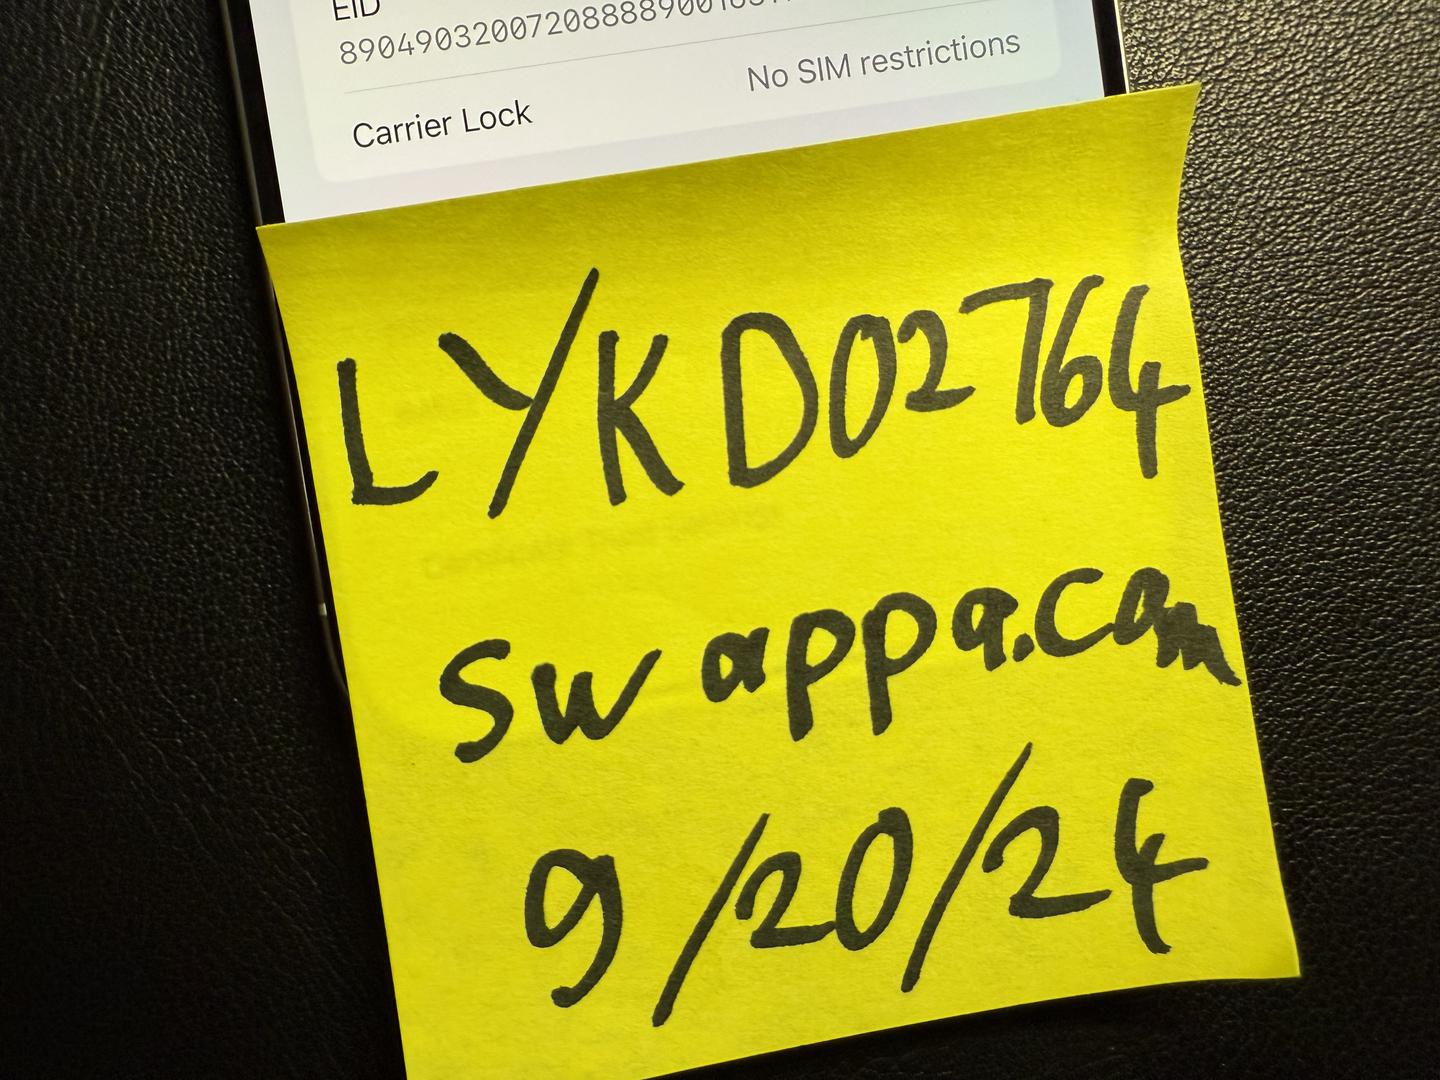 EID
No SIM restrictions
Carrier Lock
LYKD02764
swappa.com
9/20/24